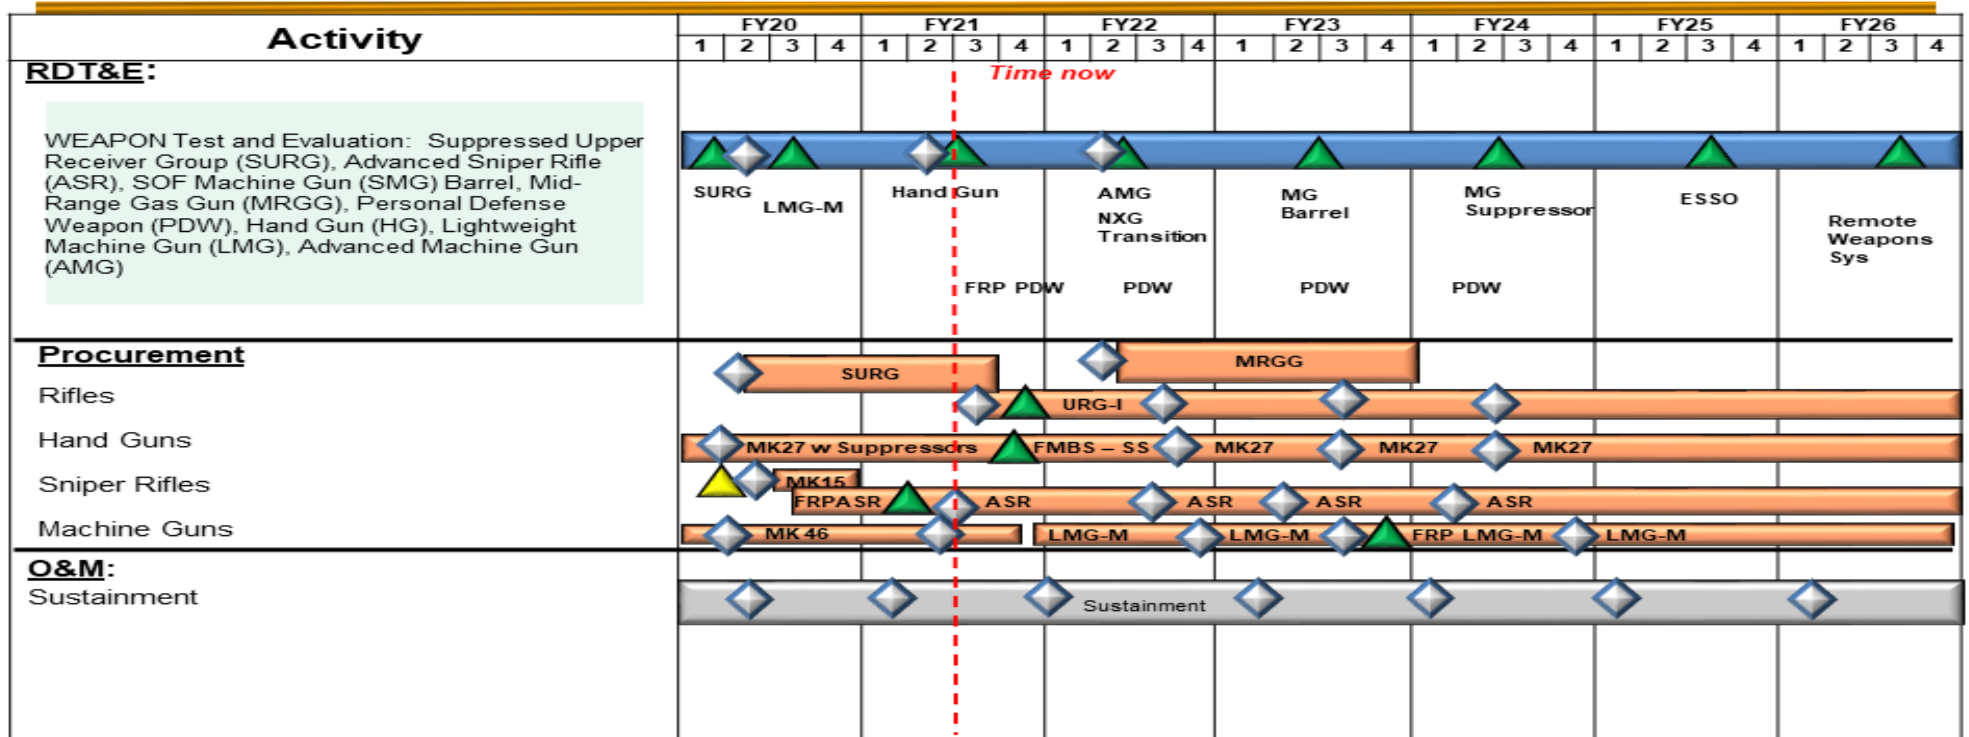 Activity
FY20 FY21 FY22 FY23 FY24 FY25 FY26
1 2 3 4 1 2 3 4 1 2 3 4 1 2 3 4 1 2 3 4 1 2 3 4 1 2 3 4
RDT&E:
Time now
WEAPON Test and Evaluation: Suppressed Upper
Receiver Group (SURG), Advanced Sniper Rifle
(ASR), SOF Machine Gun (SMG) Barrel, Mid-
Range Gas Gun (MRGG), Personal Defense
Weapon (PDW), Hand Gun (HG), Lightweight
Machine Gun (LMG), Advanced Machine Gun
(AMG)
SURG
LMG-M
Hand Gun
AMG
NXG
Transition
MG
Barrel
MG
Suppressor
ESSO
Remote
Weapons
Sys
FRP PDW PDW PDW PDW
Procurement
SURG MRGG
Rifles
URG-I
Hand Guns
MK27 w Suppressors FMBS – SS MK27 MK27 MK27
Sniper Rifles
MK15
FRPASR ASR ASR ASR ASR
Machine Guns
MK46 LMG-M LMG-M FRP LMG-M LMG-M
O&M:
Sustainment
Sustainment